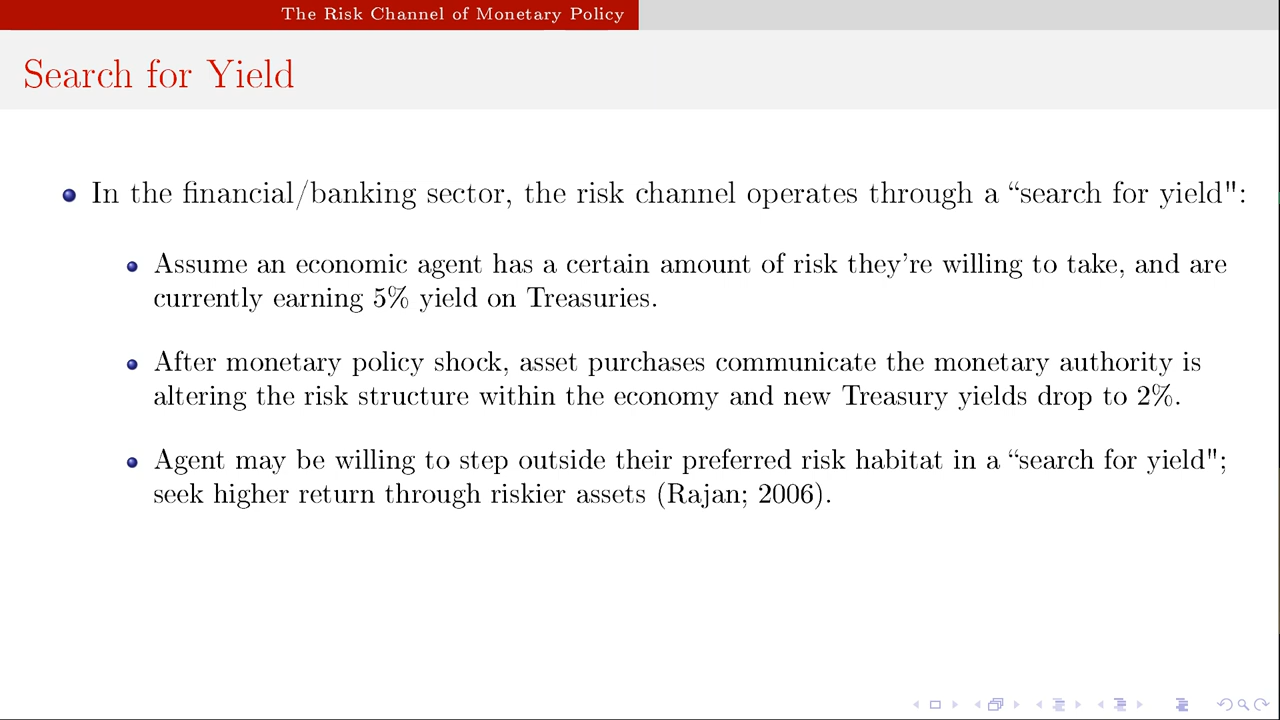 The Risk Channel of Monetary Policy
Search for Yield
In the financial/banking sector, the risk channel operates through a “search for yield":
Assume an economic agent has a certain amount of risk they're willing to take, and are
currently earning 5% yield on Treasuries.
After monetary policy shock, asset purchases communicate the monetary authority is
altering the risk structure within the economy and new Treasury yields drop to 2%.
Agent may be willing to step outside their preferred risk habitat in a “search for yield";
seek higher return through riskier assets (Rajan; 2006).